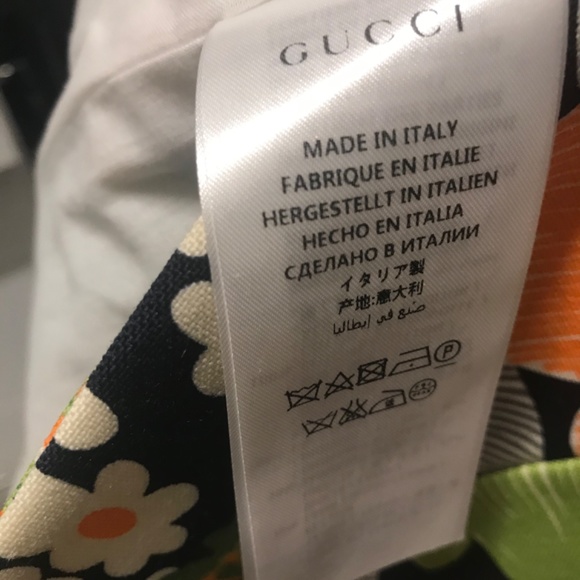 GUCCI
MADE IN ITALY
FABRIQUE EN ITALIE
HERGESTELLT IN ITALIEN
HECHO EN ITALIA
СДЕЛАНО В ИТАЛИИ
イタリア製
产地:意大利
صنع في إيطاليا
P